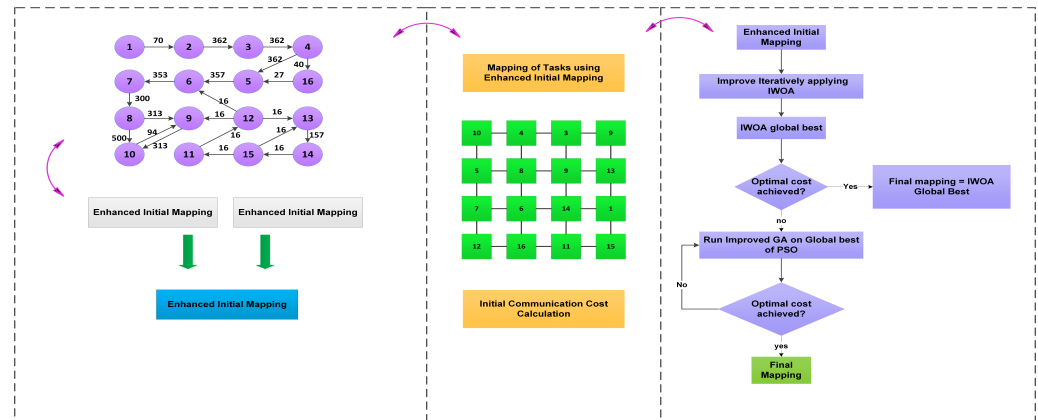 1 70 2 362 3 362 4
362 40
7 353 6 357 5 27 16
300 16
8 313 9 16 12 16 13
500 94 313 16 16 157
10 11 16 15 16 14
Enhanced Initial Mapping
Enhanced Initial Mapping
Enhanced Initial Mapping
Mapping of Tasks using
Enhanced Initial Mapping
10 4 3 9
5 8 9 13
7 6 14 1
12 16 11 15
Initial Communication Cost
Calculation
Enhanced Initial
Mapping
Improve Iteratively applying
IWOA
IWOA global best
Optimal cost
achieved?
Yes
Final mapping = IWOA
Global Best
no
Run Improved GA on Global best
of PSO
No
Optimal cost
achieved?
yes
Final
Mapping